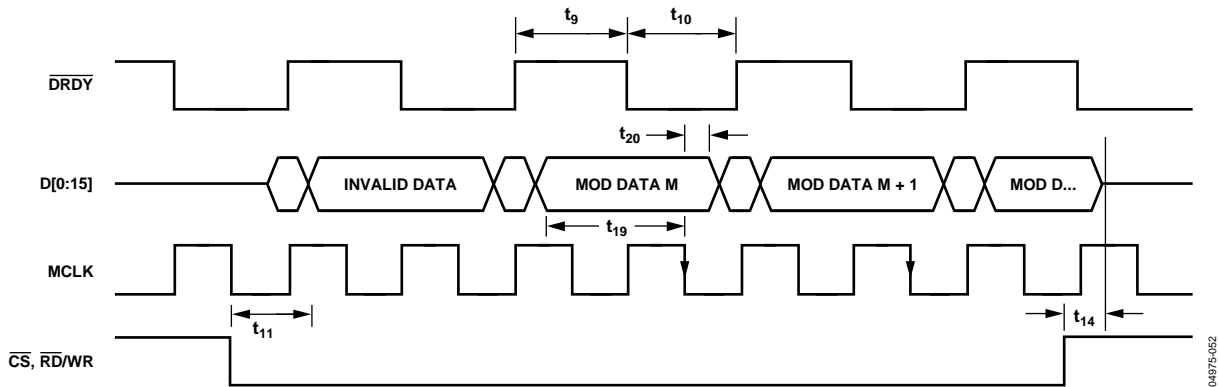 t9 t10
DRDY
t20
D[0:15] INVALID DATA MOD DATA M MOD DATA M + 1 MOD D...
t19
MCLK
t11 t14
CS, RD/WR
04975-052